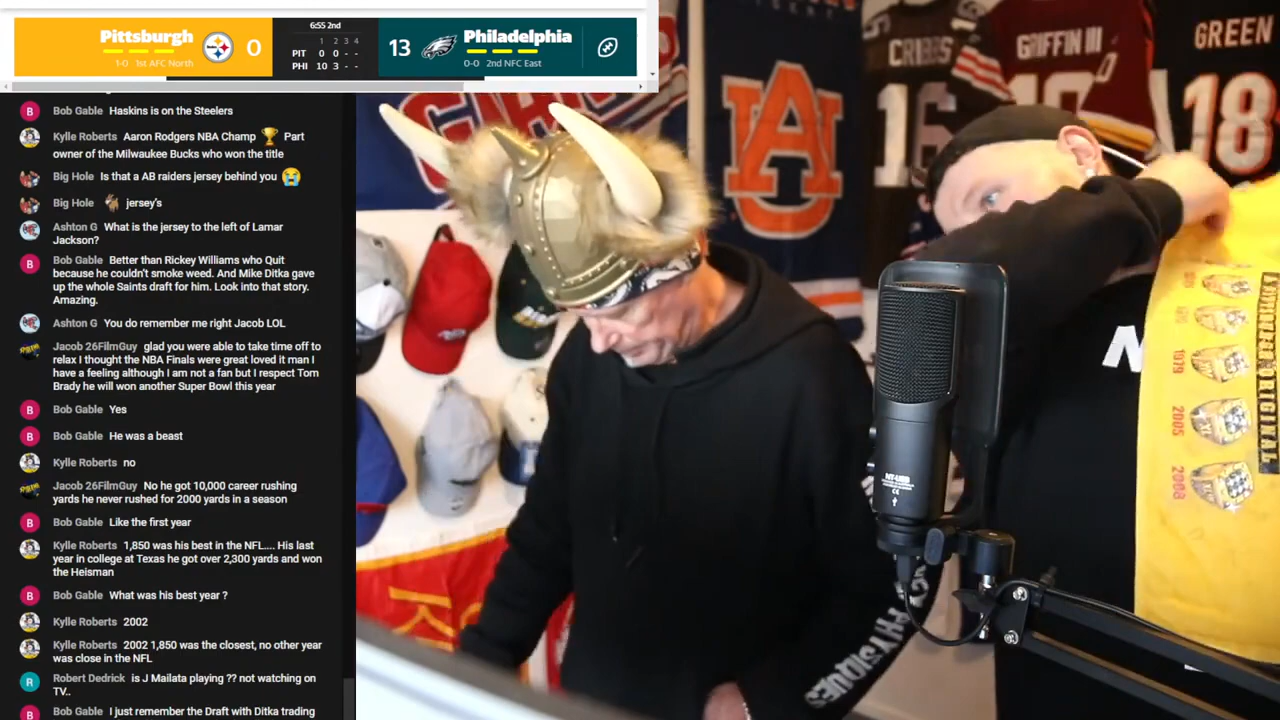 Pittsburgh
0
1-0 1st AFC North
6:55 2nd
1 2 3 4
PIT 0 0 - -
PHI 10 3 - -
13
Philadelphia
0-0 2nd NFC East
B Bob Gable Haskins is on the Steelers
Kylle Roberts Aaron Rodgers NBA Champ 🏆 Part
owner of the Milwaukee Bucks who won the title
Big Hole Is that a AB raiders jersey behind you 😭
Big Hole 🐐 jersey's
Ashton G What is the jersey to the left of Lamar
Jackson?
B Bob Gable Better than Rickey Williams who Quit
because he couldn't smoke weed. And Mike Ditka gave
up the whole Saints draft for him. Look into that story.
Amazing.
Ashton G You do remember me right Jacob LOL
Jacob 26FilmGuy glad you were able to take time off to
relax I thought the NBA Finals were great loved it man I
have a feeling although I am not a fan but I respect Tom
Brady he will won another Super Bowl this year
B Bob Gable Yes
B Bob Gable He was a beast
Kylle Roberts no
Jacob 26FilmGuy No he got 10,000 career rushing
yards he never rushed for 2000 yards in a season
B Bob Gable Like the first year
Kylle Roberts 1,850 was his best in the NFL.... His last
year in college at Texas he got over 2,300 yards and won
the Heisman
B Bob Gable What was his best year ?
Kylle Roberts 2002
Kylle Roberts 2002 1,850 was the closest, no other year
was close in the NFL
R Robert Dedrick is J Mailata playing ?? not watching on
TV..
B Bob Gable I just remember the Draft with Ditka trading
CRIBBS
16
GRIFFIN III
10
GREEN
18
NT-USB
N
PHYSIQUES
1979
2005
2008
ORIGINAL